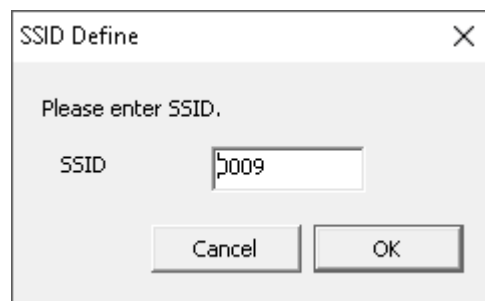 SSID Define
Please enter SSID.
SSID
0009
Cancel
OK